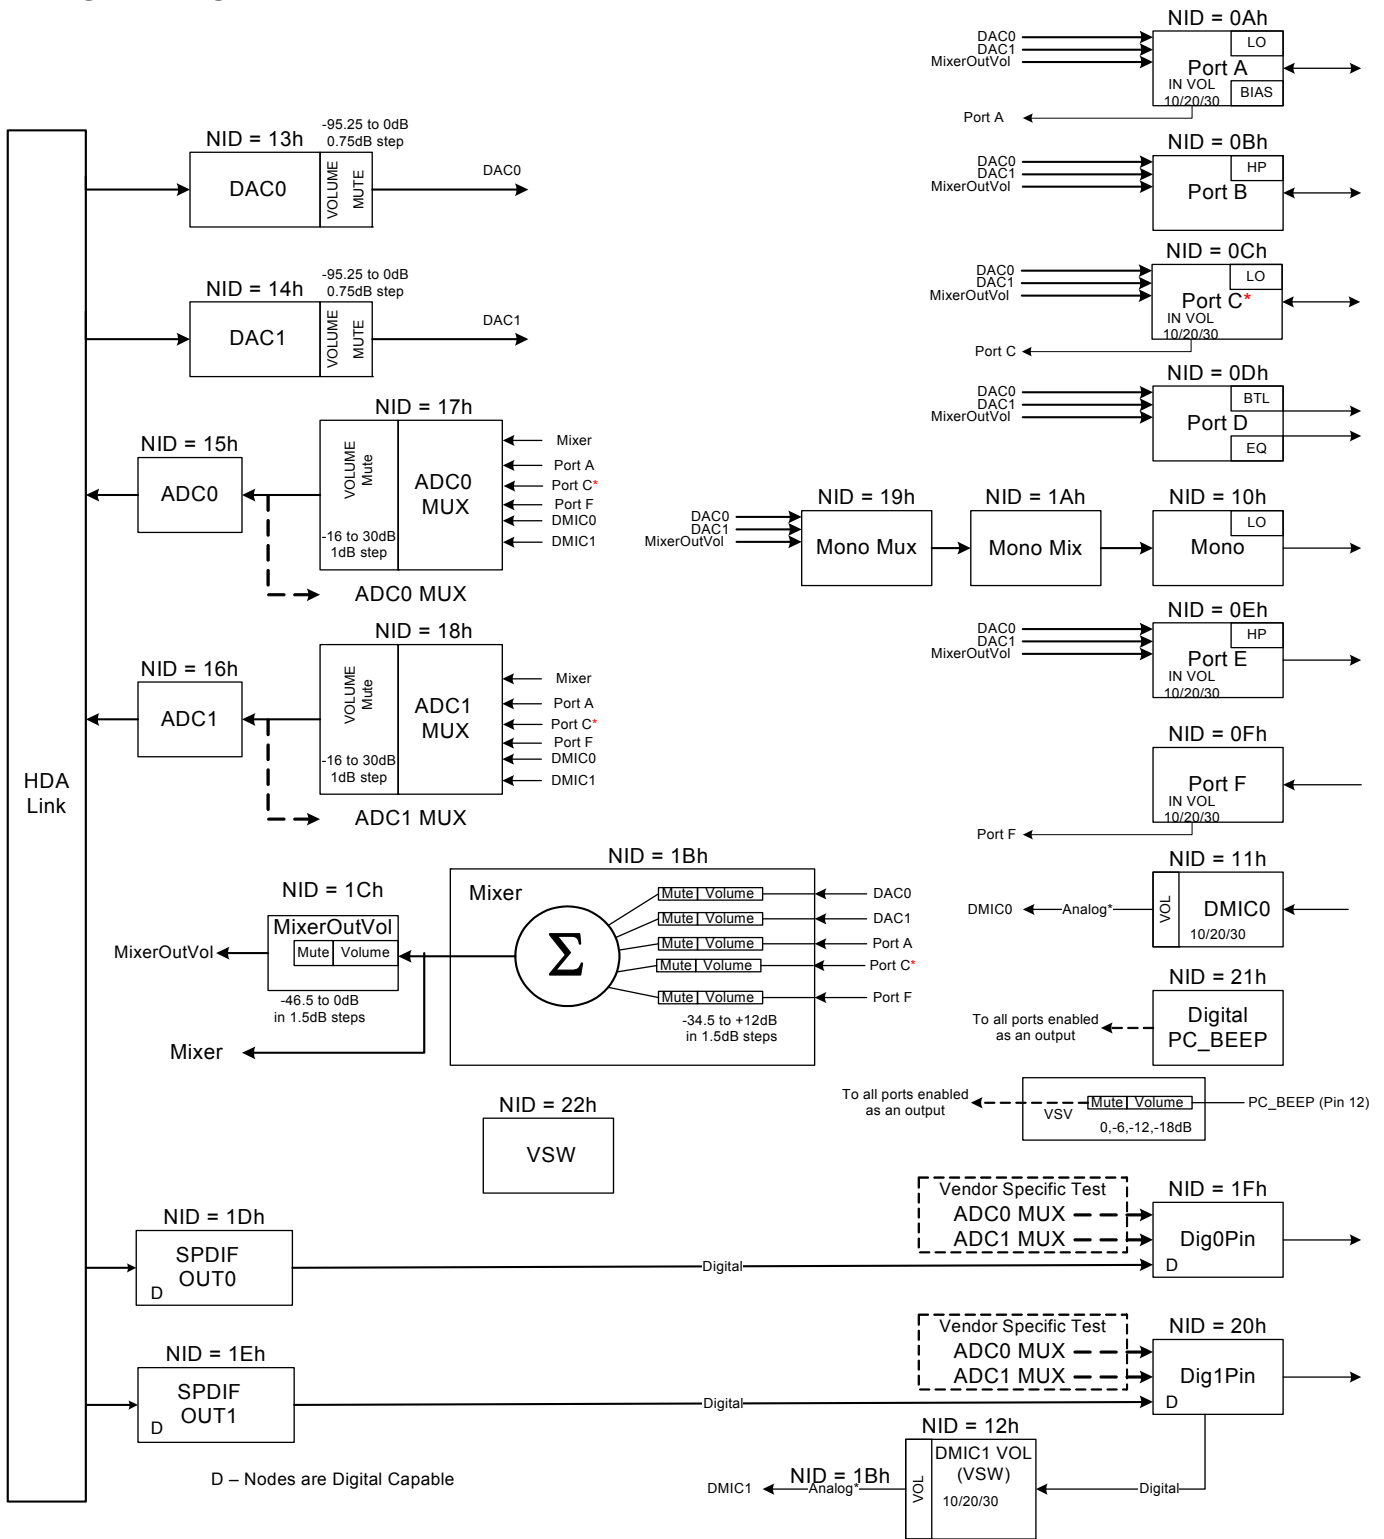 NID = 0Ah
DAC0
DAC1
MixerOutVol
LO
Port A
IN VOL
10/20/30
BIAS
Port A
NID = 13h
-95.25 to 0dB
0.75dB step
DAC0
VOLUME
MUTE
DAC0
NID = 0Bh
DAC0
DAC1
MixerOutVol
HP
Port B
NID = 14h
-95.25 to 0dB
0.75dB step
DAC1
VOLUME
MUTE
DAC1
NID = 0Ch
DAC0
DAC1
MixerOutVol
LO
Port C*
IN VOL
10/20/30
Port C
NID = 0Dh
DAC0
DAC1
MixerOutVol
BTL
Port D
EQ
NID = 17h
NID = 15h
ADC0
VOLUME
Mute
-16 to 30dB
1dB step
ADC0
MUX
Mixer
Port A
Port C*
Port F
DMIC0
DMIC1
ADC0 MUX
NID = 19h
NID = 1Ah
NID = 10h
DAC0
DAC1
MixerOutVol
Mono Mux
Mono Mix
LO
Mono
NID = 18h
NID = 16h
ADC1
VOLUME
Mute
-16 to 30dB
1dB step
ADC1
MUX
Mixer
Port A
Port C*
Port F
DMIC0
DMIC1
ADC1 MUX
NID = 0Eh
DAC0
DAC1
MixerOutVol
HP
Port E
IN VOL
10/20/30
NID = 0Fh
Port F
IN VOL
10/20/30
Port F
HDA
Link
NID = 1Bh
Mixer
Σ
Mute Volume
Mute Volume
Mute Volume
Mute Volume
Mute Volume
DAC0
DAC1
Port A
Port C*
Port F
-34.5 to +12dB
in 1.5dB steps
NID = 1Ch
MixerOutVol
Mute Volume
-46.5 to 0dB
in 1.5dB steps
MixerOutVol
Mixer
NID = 11h
DMIC0
Analog*
VOL
DMIC0
10/20/30
NID = 21h
To all ports enabled
as an output
Digital
PC_BEEP
To all ports enabled
as an output
VSV
Mute Volume
0,-6,-12,-18dB
PC_BEEP (Pin 12)
NID = 22h
VSW
NID = 1Dh
SPDIF
OUT0
D
Digital
Vendor Specific Test
ADC0 MUX
ADC1 MUX
NID = 1Fh
Dig0Pin
D
NID = 1Eh
SPDIF
OUT1
D
Digital
Vendor Specific Test
ADC0 MUX
ADC1 MUX
NID = 20h
Dig1Pin
D
NID = 12h
DMIC1 VOL
(VSW)
10/20/30
VOL
NID = 1Bh
DMIC1
Analog*
Digital
D – Nodes are Digital Capable